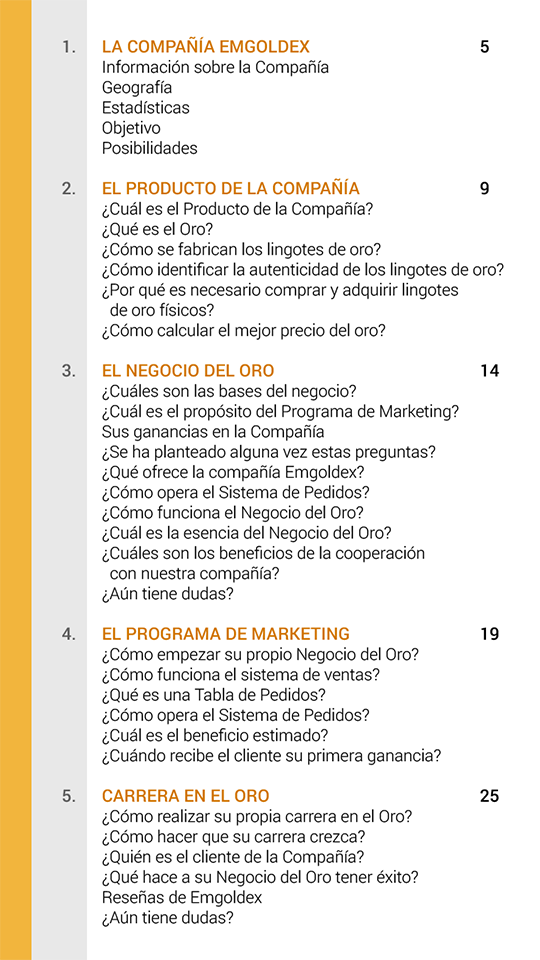 1. LA COMPAÑÍA EMGOLDEX 5
Información sobre la Compañía
Geografía
Estadísticas
Objetivo
Posibilidades
2. EL PRODUCTO DE LA COMPAÑÍA 9
¿Cuál es el Producto de la Compañía?
¿Qué es el Oro?
¿Cómo se fabrican los lingotes de oro?
¿Cómo identificar la autenticidad de los lingotes de oro?
¿Por qué es necesario comprar y adquirir lingotes
de oro físicos?
¿Cómo calcular el mejor precio del oro?
3. EL NEGOCIO DEL ORO 14
¿Cuáles son las bases del negocio?
¿Cuál es el propósito del Programa de Marketing?
Sus ganancias en la Compañía
¿Se ha planteado alguna vez estas preguntas?
¿Qué ofrece la compañía Emgoldex?
¿Cómo opera el Sistema de Pedidos?
¿Cómo funciona el Negocio del Oro?
¿Cuál es la esencia del Negocio del Oro?
¿Cuáles son los beneficios de la cooperación
con nuestra compañía?
¿Aún tiene dudas?
4. EL PROGRAMA DE MARKETING 19
¿Cómo empezar su propio Negocio del Oro?
¿Cómo funciona el sistema de ventas?
¿Qué es una Tabla de Pedidos?
¿Cómo opera el Sistema de Pedidos?
¿Cuál es el beneficio estimado?
¿Cuándo recibe el cliente su primera ganancia?
5. CARRERA EN EL ORO 25
¿Cómo realizar su propia carrera en el Oro?
¿Cómo hacer que su carrera crezca?
¿Quién es el cliente de la Compañía?
¿Qué hace a su Negocio del Oro tener éxito?
Reseñas de Emgoldex
¿Aún tiene dudas?